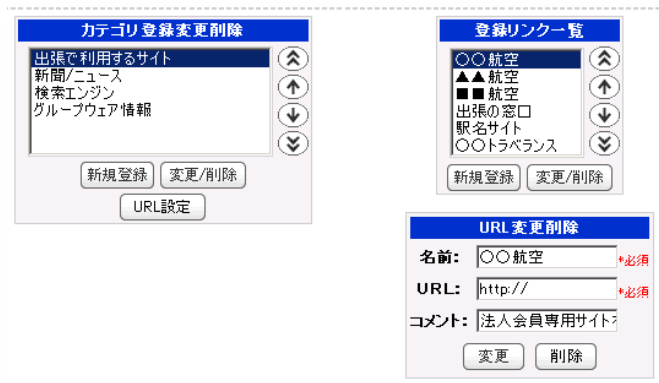 カテゴリ登録変更削除
出張で利用するサイト
新聞/ニュース
検索エンジン
グループウェア情報
新規登録 変更/削除
URL設定
登録リンク一覧
〇〇航空
▲▲航空
■■航空
出張の窓口
駅名サイト
〇〇トラベランス
新規登録 変更/削除
URL変更削除
名前: 〇〇航空 *必須
URL: http:// *必須
コメント: 法人会員専用サイト
変更 削除